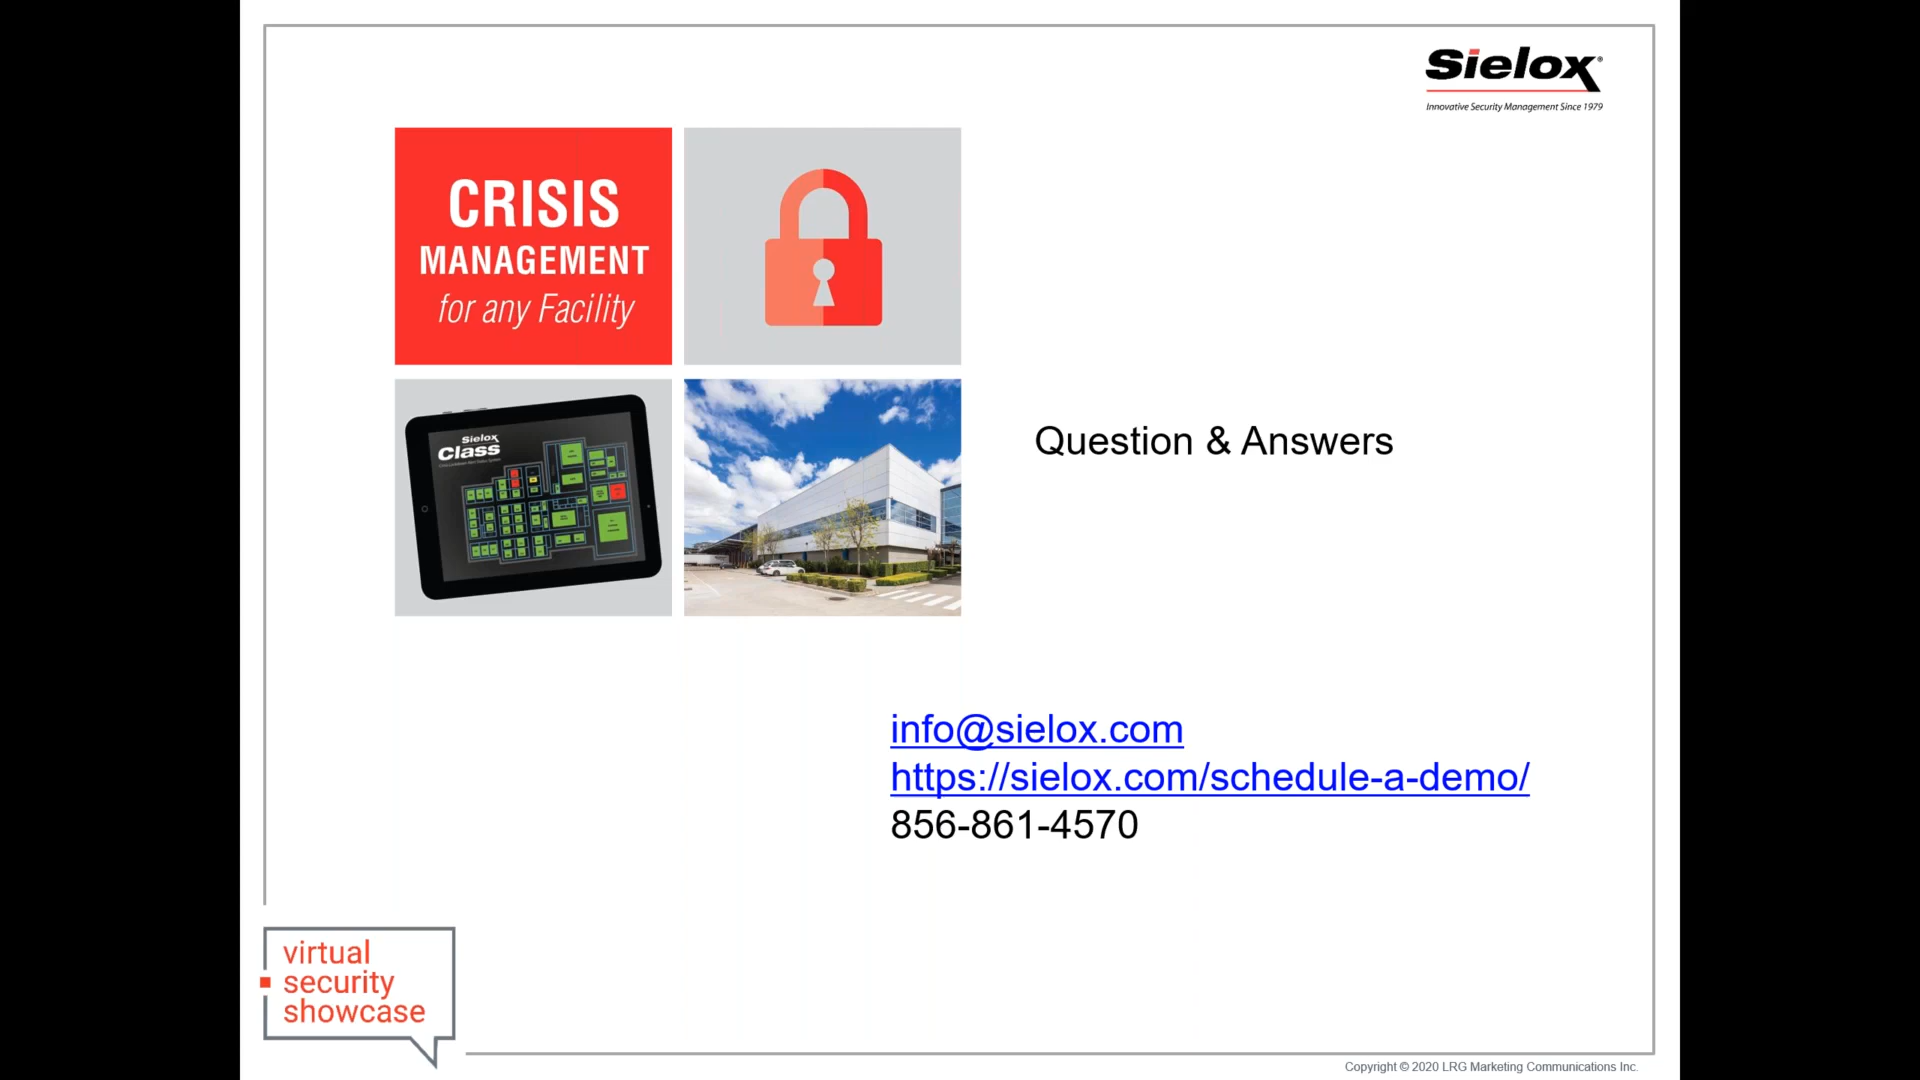 Sielox®
Innovative Security Management Since 1979
CRISIS
MANAGEMENT
for any Facility
Sielox
Class
Question & Answers
info@sielox.com
https://sielox.com/schedule-a-demo/
856-861-4570
virtual
security
showcase
Copyright © 2020 LRG Marketing Communications Inc.